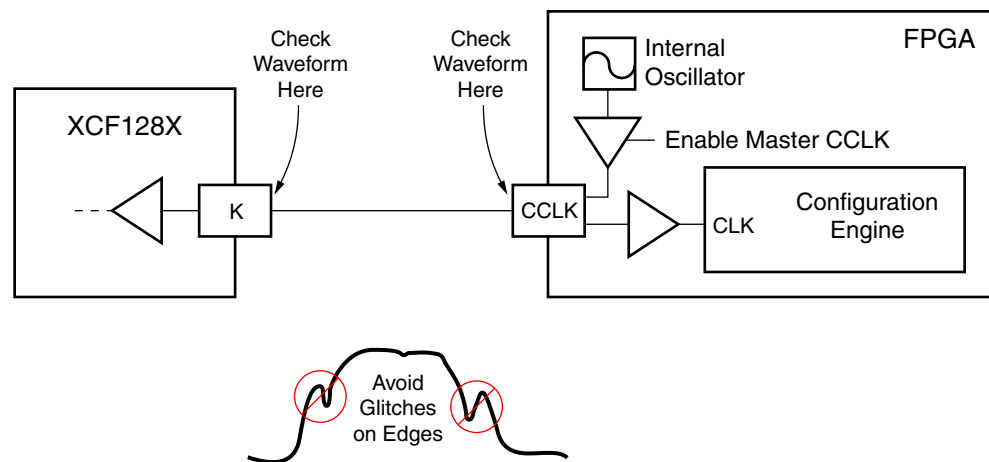 Check
Waveform
Here
Check
Waveform
Here
FPGA
Internal
Oscillator
XCF128X
Enable Master CCLK
K
CCLK
CLK
Configuration
Engine
Avoid
Glitches
on Edges